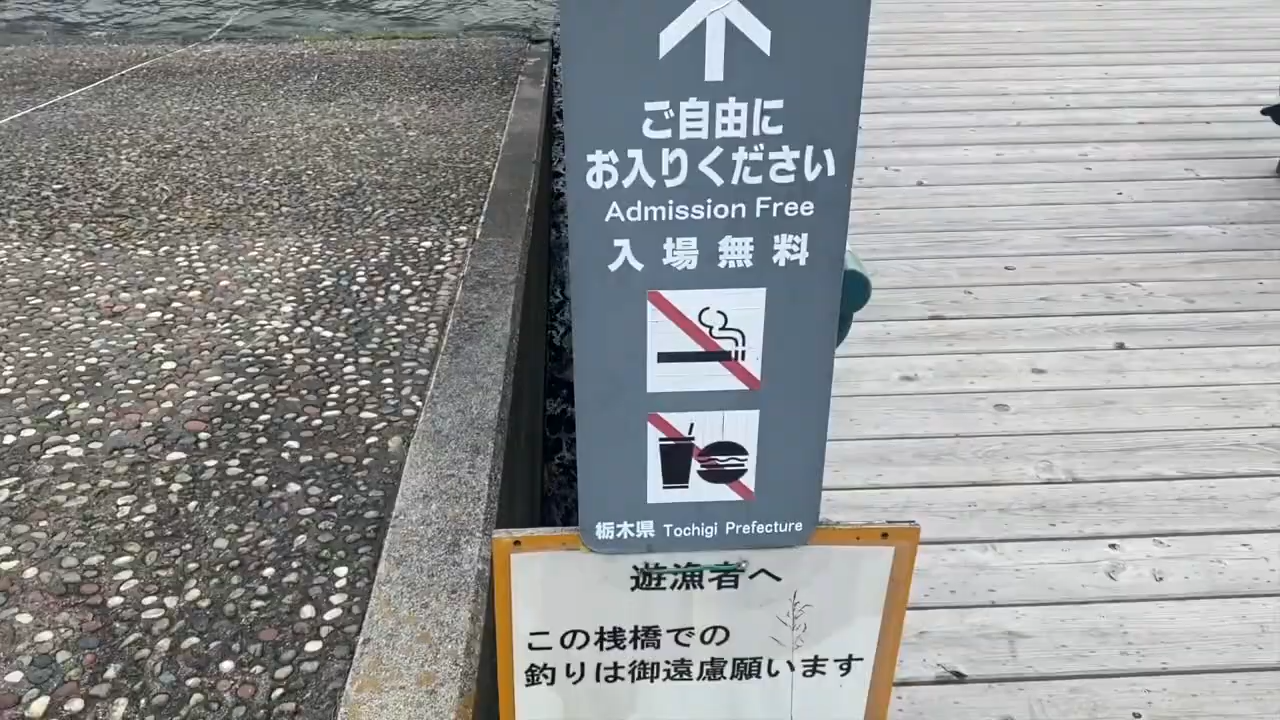 ご自由に
お入りください
Admission Free
入場無料
栃木県 Tochigi Prefecture
遊漁者へ
この桟橋での
釣りは御遠慮願います